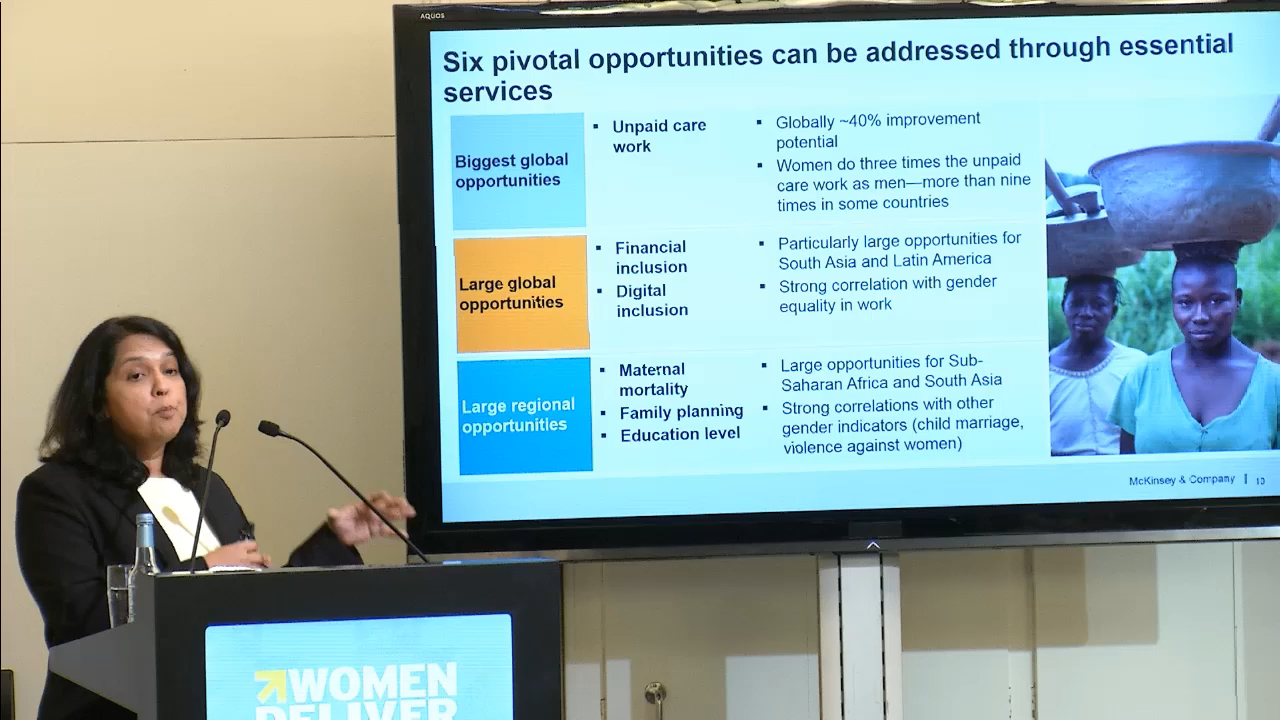 AQUOS
Six pivotal opportunities can be addressed through essential
services
Biggest global
opportunities
▪ Unpaid care
work
▪ Globally ~40% improvement
potential
▪ Women do three times the unpaid
care work as men—more than nine
times in some countries
Large global
opportunities
▪ Financial
inclusion
▪ Digital
inclusion
▪ Particularly large opportunities for
South Asia and Latin America
▪ Strong correlation with gender
equality in work
Large regional
opportunities
▪ Maternal
mortality
▪ Family planning
▪ Education level
▪ Large opportunities for Sub-
Saharan Africa and South Asia
▪ Strong correlations with other
gender indicators (child marriage,
violence against women)
McKinsey & Company | 10
WOMEN
DELIVER